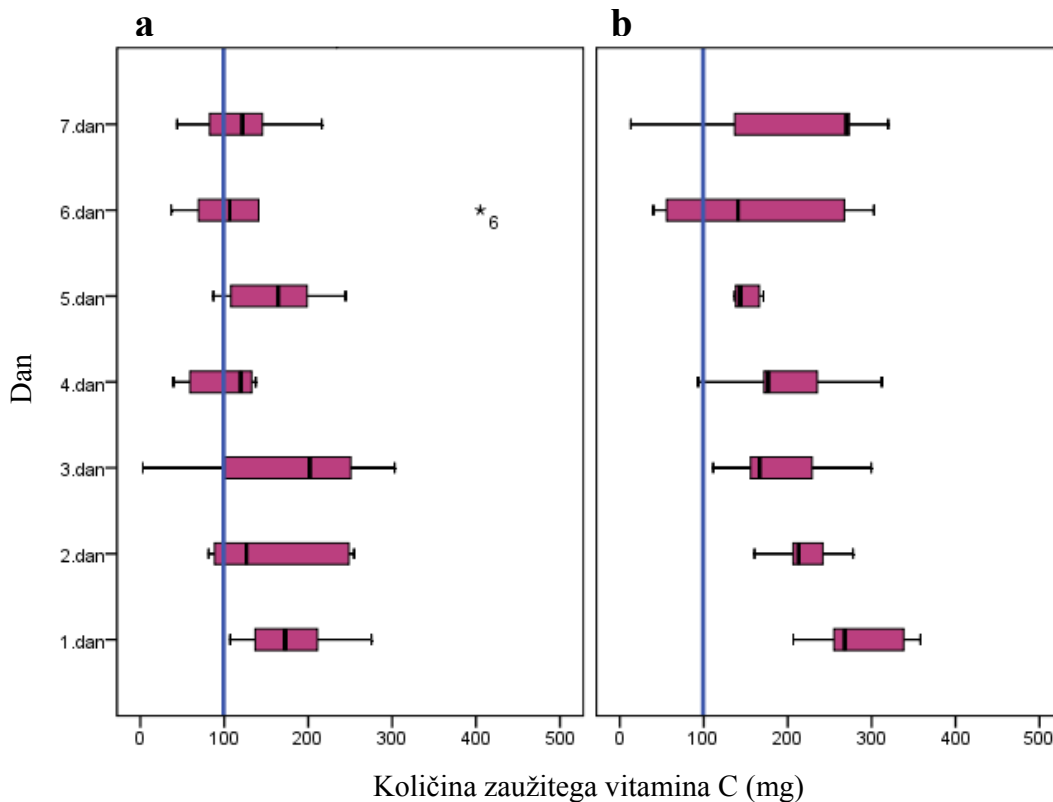 a b
7.dan
6.dan
* 6
5.dan
Dan
4.dan
3.dan
2.dan
1.dan
0 100 200 300 400 500 0 100 200 300 400 500
Količina zaužitega vitamina C (mg)